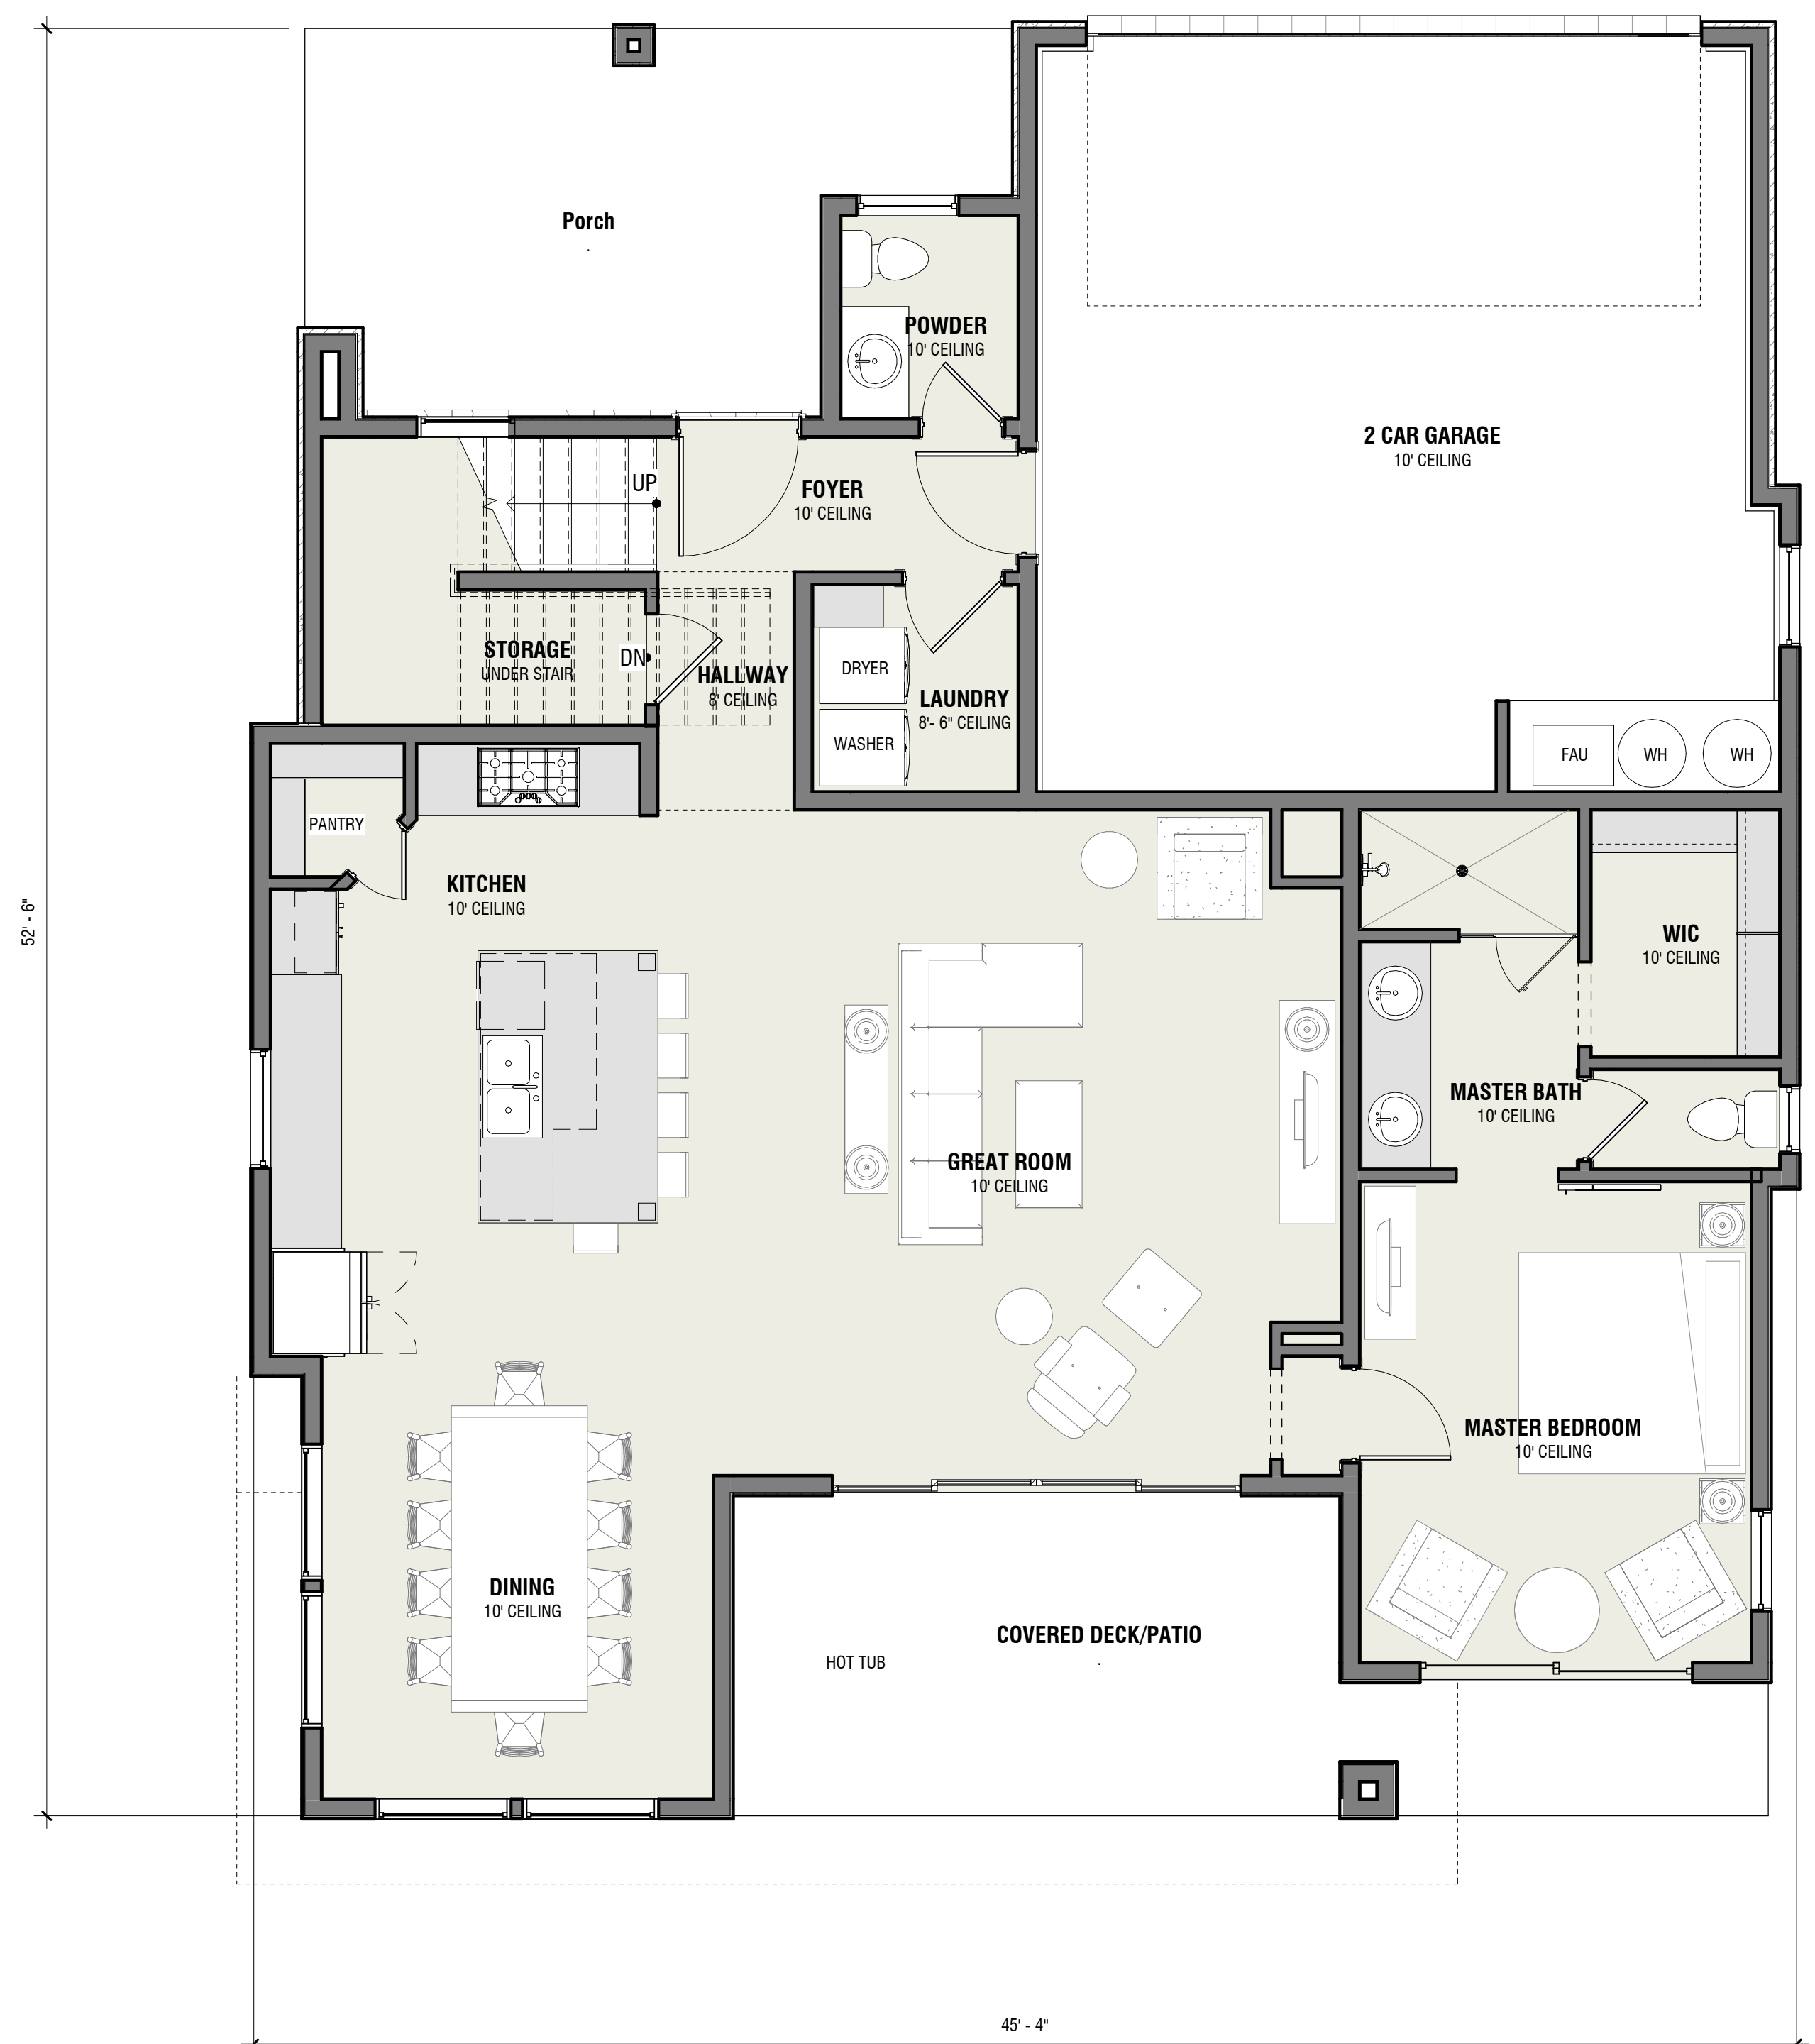 Porch
.
POWDER
10' CEILING
2 CAR GARAGE
10' CEILING
UP
FOYER
10' CEILING
STORAGE
UNDER STAIR
DN
HALLWAY
8' CEILING
DRYER
WASHER
LAUNDRY
8'- 6" CEILING
FAU
WH
WH
PANTRY
KITCHEN
10' CEILING
52' - 6"
WIC
10' CEILING
MASTER BATH
10' CEILING
GREAT ROOM
10' CEILING
MASTER BEDROOM
10' CEILING
DINING
10' CEILING
COVERED DECK/PATIO
.
HOT TUB
45' - 4"